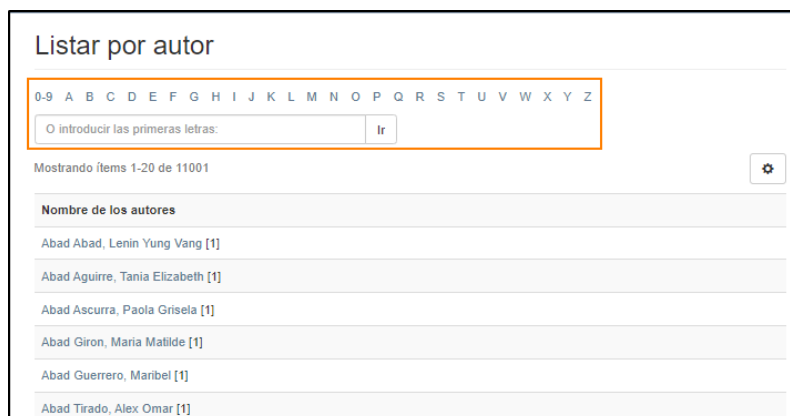 Listar por autor
0-9 A B C D E F G H I J K L M N O P Q R S T U V W X Y Z
O introducir las primeras letras: Ir
Mostrando ítems 1-20 de 11001
Nombre de los autores
Abad Abad, Lenin Yung Vang [1]
Abad Aguirre, Tania Elizabeth [1]
Abad Ascurra, Paola Grisela [1]
Abad Giron, Maria Matilde [1]
Abad Guerrero, Maribel [1]
Abad Tirado, Alex Omar [1]